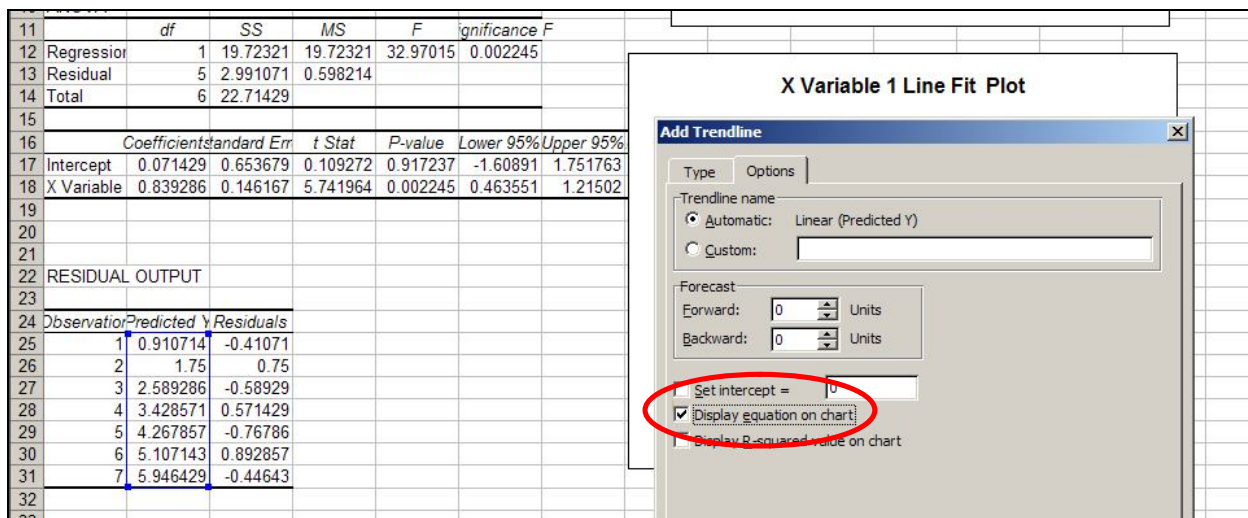 11 df SS MS F ignificance F
12 Regression 1 19.72321 19.72321 32.97015 0.002245
13 Residual 5 2.991071 0.598214
14 Total 6 22.71429
15
16 Coefficients tandard Err t Stat P-value Lower 95% Upper 95%
17 Intercept 0.071429 0.653679 0.109272 0.917237 -1.60891 1.751763
18 X Variable 0.839286 0.146167 5.741964 0.002245 0.463551 1.21502
19
20
21
22 RESIDUAL OUTPUT
23
24 Observation Predicted Y Residuals
25 1 0.910714 -0.41071
26 2 1.75 0.75
27 3 2.589286 -0.58929
28 4 3.428571 0.571429
29 5 4.267857 -0.76786
30 6 5.107143 0.892857
31 7 5.946429 -0.44643
32
X Variable 1 Line Fit Plot
Add Trendline
Type Options
Trendline name
Automatic: Linear (Predicted Y)
Custom:
Forecast
Forward: 0 Units
Backward: 0 Units
Set intercept = 0
Display equation on chart
Display R-squared value on chart